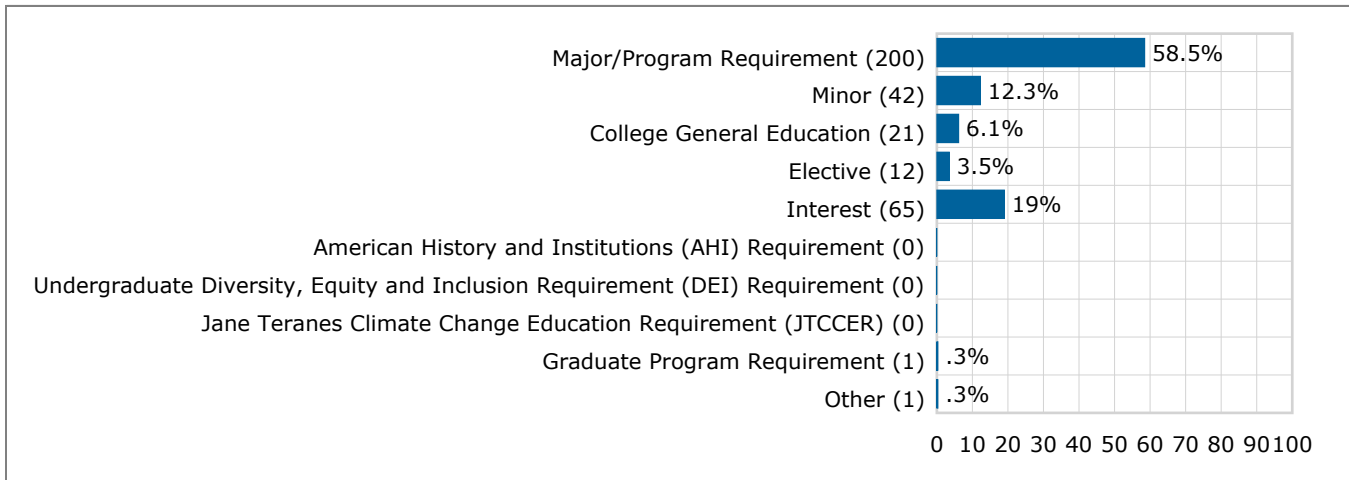 Major/Program Requirement (200) 58.5%
Minor (42) 12.3%
College General Education (21) 6.1%
Elective (12) 3.5%
Interest (65) 19%
American History and Institutions (AHI) Requirement (0)
Undergraduate Diversity, Equity and Inclusion Requirement (DEI) Requirement (0)
Jane Teranes Climate Change Education Requirement (JTCCER) (0)
Graduate Program Requirement (1) .3%
Other (1) .3%
0 10 20 30 40 50 60 70 80 90 100